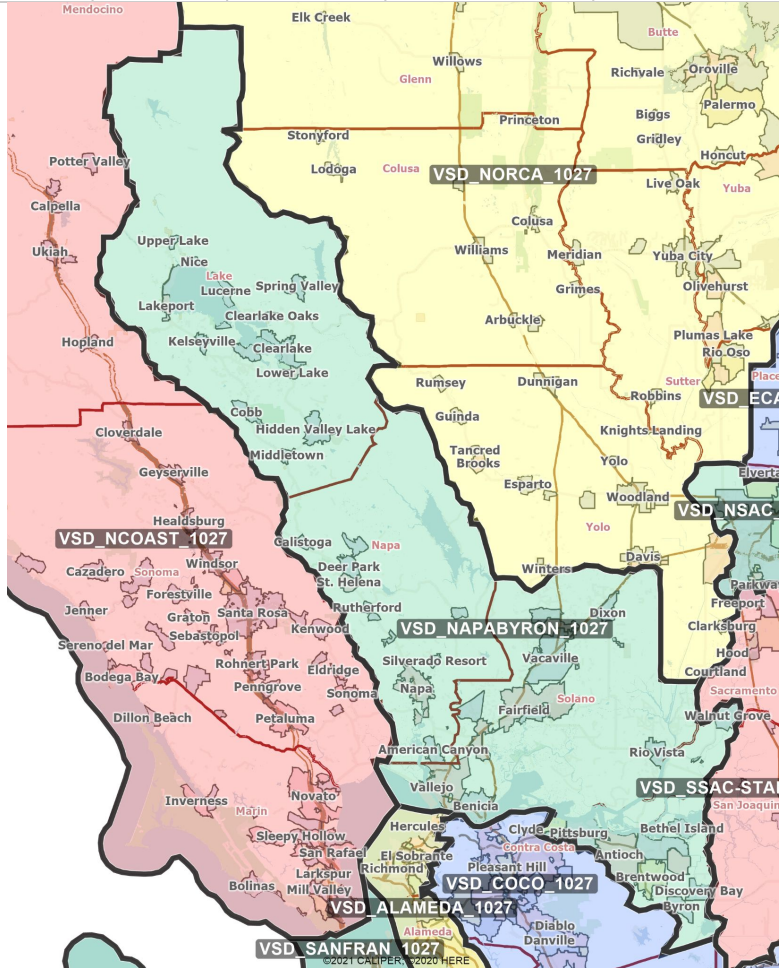 Mendocino
Elk Creek
Butte
Willows
Glenn
Richvale
Oroville
Palermo
Princeton
Biggs
Stonyford
Gridley
Potter Valley
Lodoga
Colusa
VSD_NORCA_1027
Honcut
Live Oak
Yuba
Calpella
Colusa
Ukiah
Upper Lake
Williams
Meridian
Yuba City
Nice
Lake
Lucerne
Spring Valley
Grimes
Olivehurst
Lakeport
Clearlake Oaks
Arbuckle
Hopland
Kelseyville
Clearlake
Plumas Lake
Rio Oso
Lower Lake
Rumsey
Dunnigan
Sutter
Place
Robbins
VSD_ECA
Cobb
Guinda
Cloverdale
Hidden Valley Lake
Knights Landing
Middletown
Tancred
Brooks
Yolo
Geyserville
Elverta
Esparto
Woodland
VSD_NSAC-
Healdsburg
Yolo
VSD_NCOAST_1027
Calistoga
Napa
Davis
Windsor
Deer Park
Winters
Cazadero
Sonoma
St. Helena
Parkwa
Forestville
Freeport
Jenner
Graton
Santa Rosa
Rutherford
Dixon
Clarksburg
Sebastopol
Kenwood
VSD_NAPABYRON_1027
Sereno del Mar
Hood
Rohnert Park
Eldridge
Silverado Resort
Vacaville
Courtland
Bodega Bay
Penngrove
Sonoma
Napa
Solano
Sacramento
Dillon Beach
Petaluma
Fairfield
Walnut Grove
American Canyon
Rio Vista
Vallejo
VSD_SSAC-STA
Inverness
Novato
Benicia
San Joaquin
Marin
Hercules
Clyde
Pittsburg
Bethel Island
Sleepy Hollow
Contra Costa
San Rafael
El Sobrante
Antioch
Richmond
Pleasant Hill
Larkspur
VSD_COCO_1027
Brentwood
Bolinas
Mill Valley
Discovery Bay
VSD_ALAMEDA_1027
Byron
Diablo
Alameda
Danville
VSD_SANFRAN_1027
©2021 CALIPER; ©2020 HERE